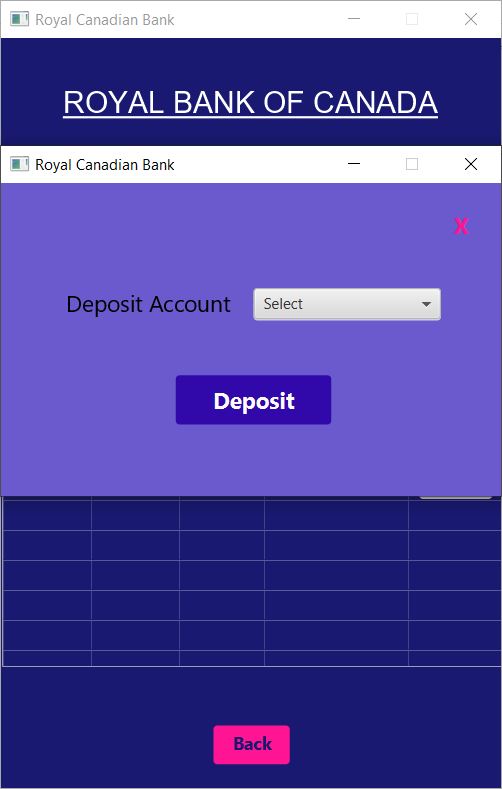 Royal Canadian Bank
ROYAL BANK OF CANADA
Royal Canadian Bank
X
Deposit Account Select
Deposit
Back